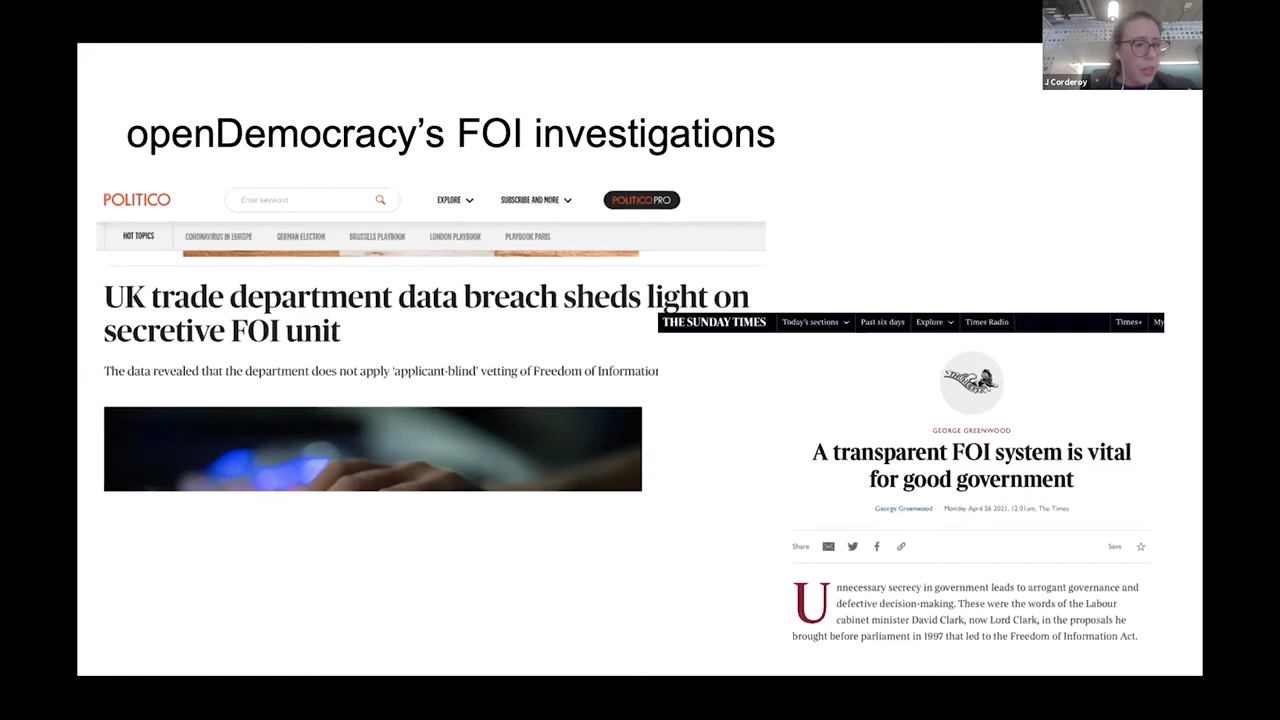 J Corderoy
openDemocracy's FOI investigations
POLITICO
Enter keyword
EXPLORE
SUBSCRIBE AND MORE
POLITICO PRO
HOT TOPICS
CORONAVIRUS IN EUROPE
GERMAN ELECTION
BRUSSELS PLAYBOOK
LONDON PLAYBOOK
PLAYBOOK PARIS
UK trade department data breach sheds light on
secretive FOI unit
The data revealed that the department does not apply ‘applicant-blind’ vetting of Freedom of Information
THE SUNDAY TIMES
Today's sections
Past six days
Explore
Times Radio
Times+
My
GEORGE GREENWOOD
A transparent FOI system is vital
for good government
George Greenwood
Monday April 26 2021, 12.01am, The Times
Share
Save
Unnecessary secrecy in government leads to arrogant governance and
defective decision-making. These were the words of the Labour
cabinet minister David Clark, now Lord Clark, in the proposals he
brought before parliament in 1997 that led to the Freedom of Information Act.